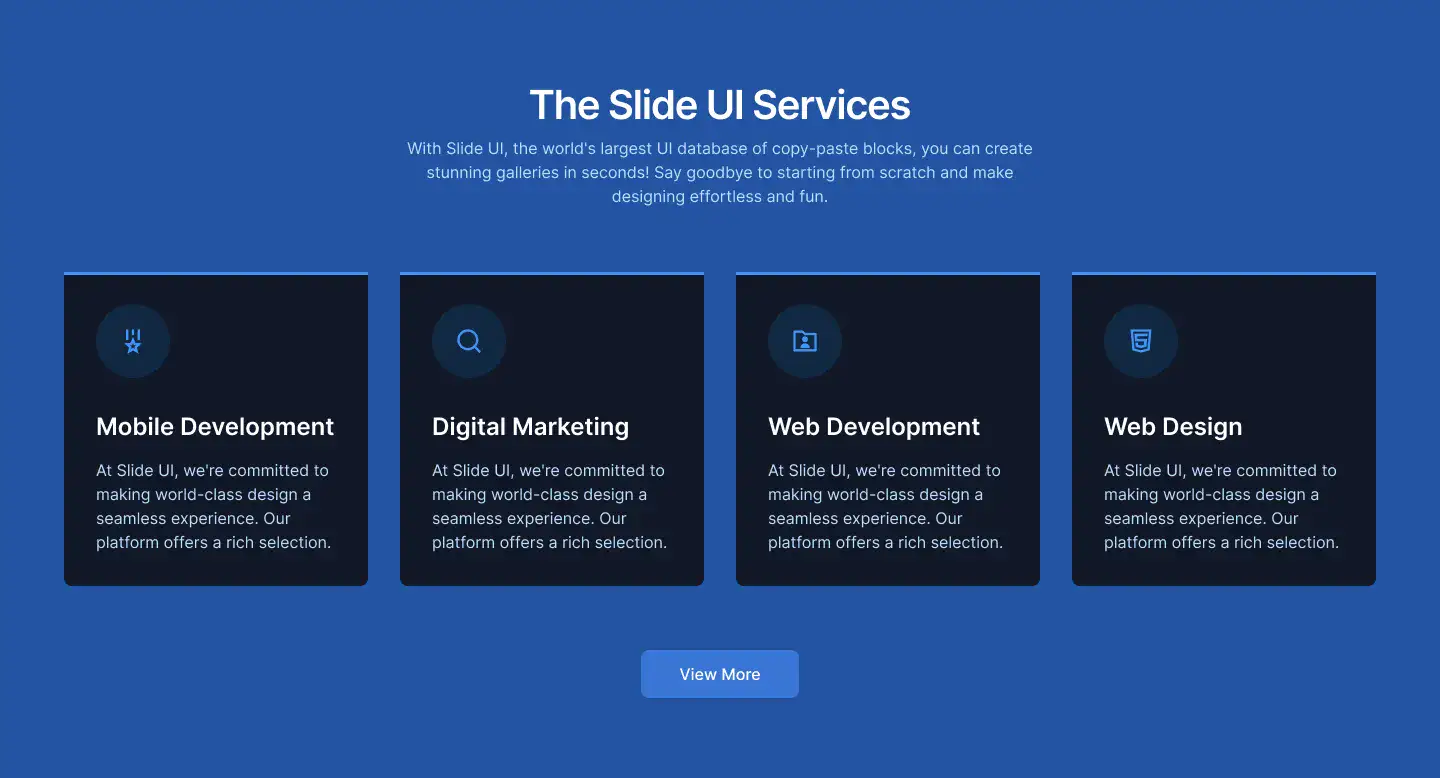 The Slide UI Services
With Slide UI, the world's largest UI database of copy-paste blocks, you can create
stunning galleries in seconds! Say goodbye to starting from scratch and make
designing effortless and fun.
Mobile Development
At Slide UI, we're committed to
making world-class design a
seamless experience. Our
platform offers a rich selection.
Digital Marketing
At Slide UI, we're committed to
making world-class design a
seamless experience. Our
platform offers a rich selection.
Web Development
At Slide UI, we're committed to
making world-class design a
seamless experience. Our
platform offers a rich selection.
Web Design
At Slide UI, we're committed to
making world-class design a
seamless experience. Our
platform offers a rich selection.
View More